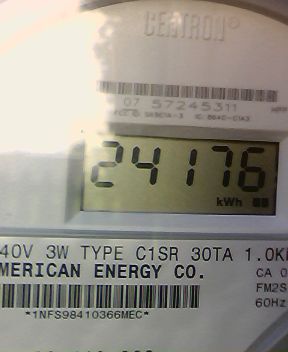 CENTRON®
07 57245311
24176
kWh
40V 3W TYPE C1SR 30TA 1.0K
MERICAN ENERGY CO.
CA 0
FM2S
60Hz
*1NFS98410366MEC*